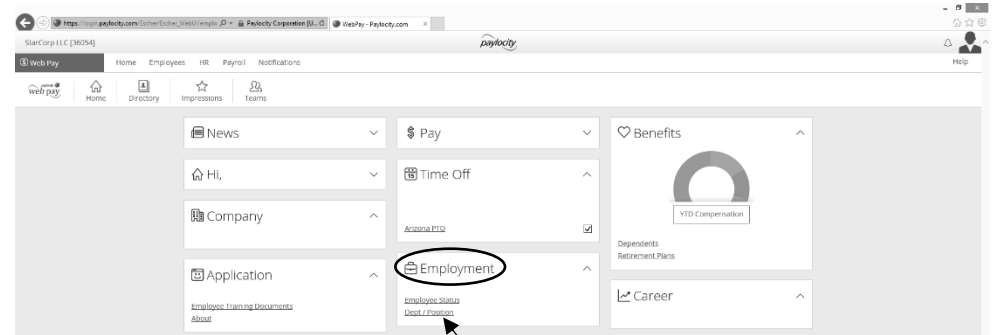 https://login.paylocity.com/Escher/Escher_WebUI/emplo
Paylocity Corporation [U...
WebPay - Paylocity.com
StarCorp LLC [36054]
paylocity
Web Pay
Home Employees HR Payroll Notifications
Help
web pay
Home Directory Impressions Teams
News
Pay
Benefits
Hi,
15
Time Off
YTD Compensation
Company
Arizona PTO
Dependents
Retirement Plans
Employment
Application
Employee Status
Career
Employee Training Documents
Dept / Position
About